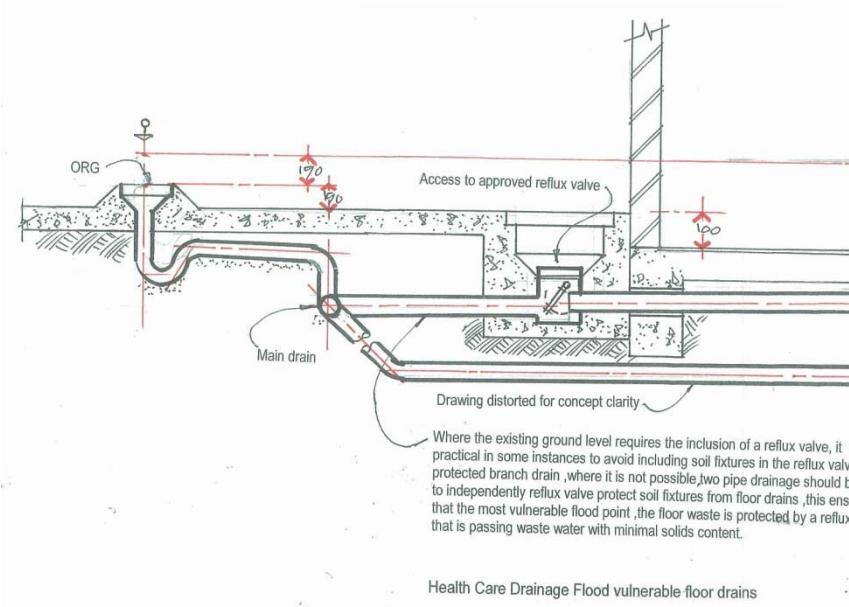 ORG
190
190
Access to approved reflux valve
100
Main drain
Drawing distorted for concept clarity
Where the existing ground level requires the inclusion of a reflux valve, it
practical in some instances to avoid including soil fixtures in the reflux valv
protected branch drain ,where it is not possible,two pipe drainage should b
to independently reflux valve protect soil fixtures from floor drains ,this ens
that the most vulnerable flood point ,the floor waste is protected by a reflux
that is passing waste water with minimal solids content.
Health Care Drainage Flood vulnerable floor drains